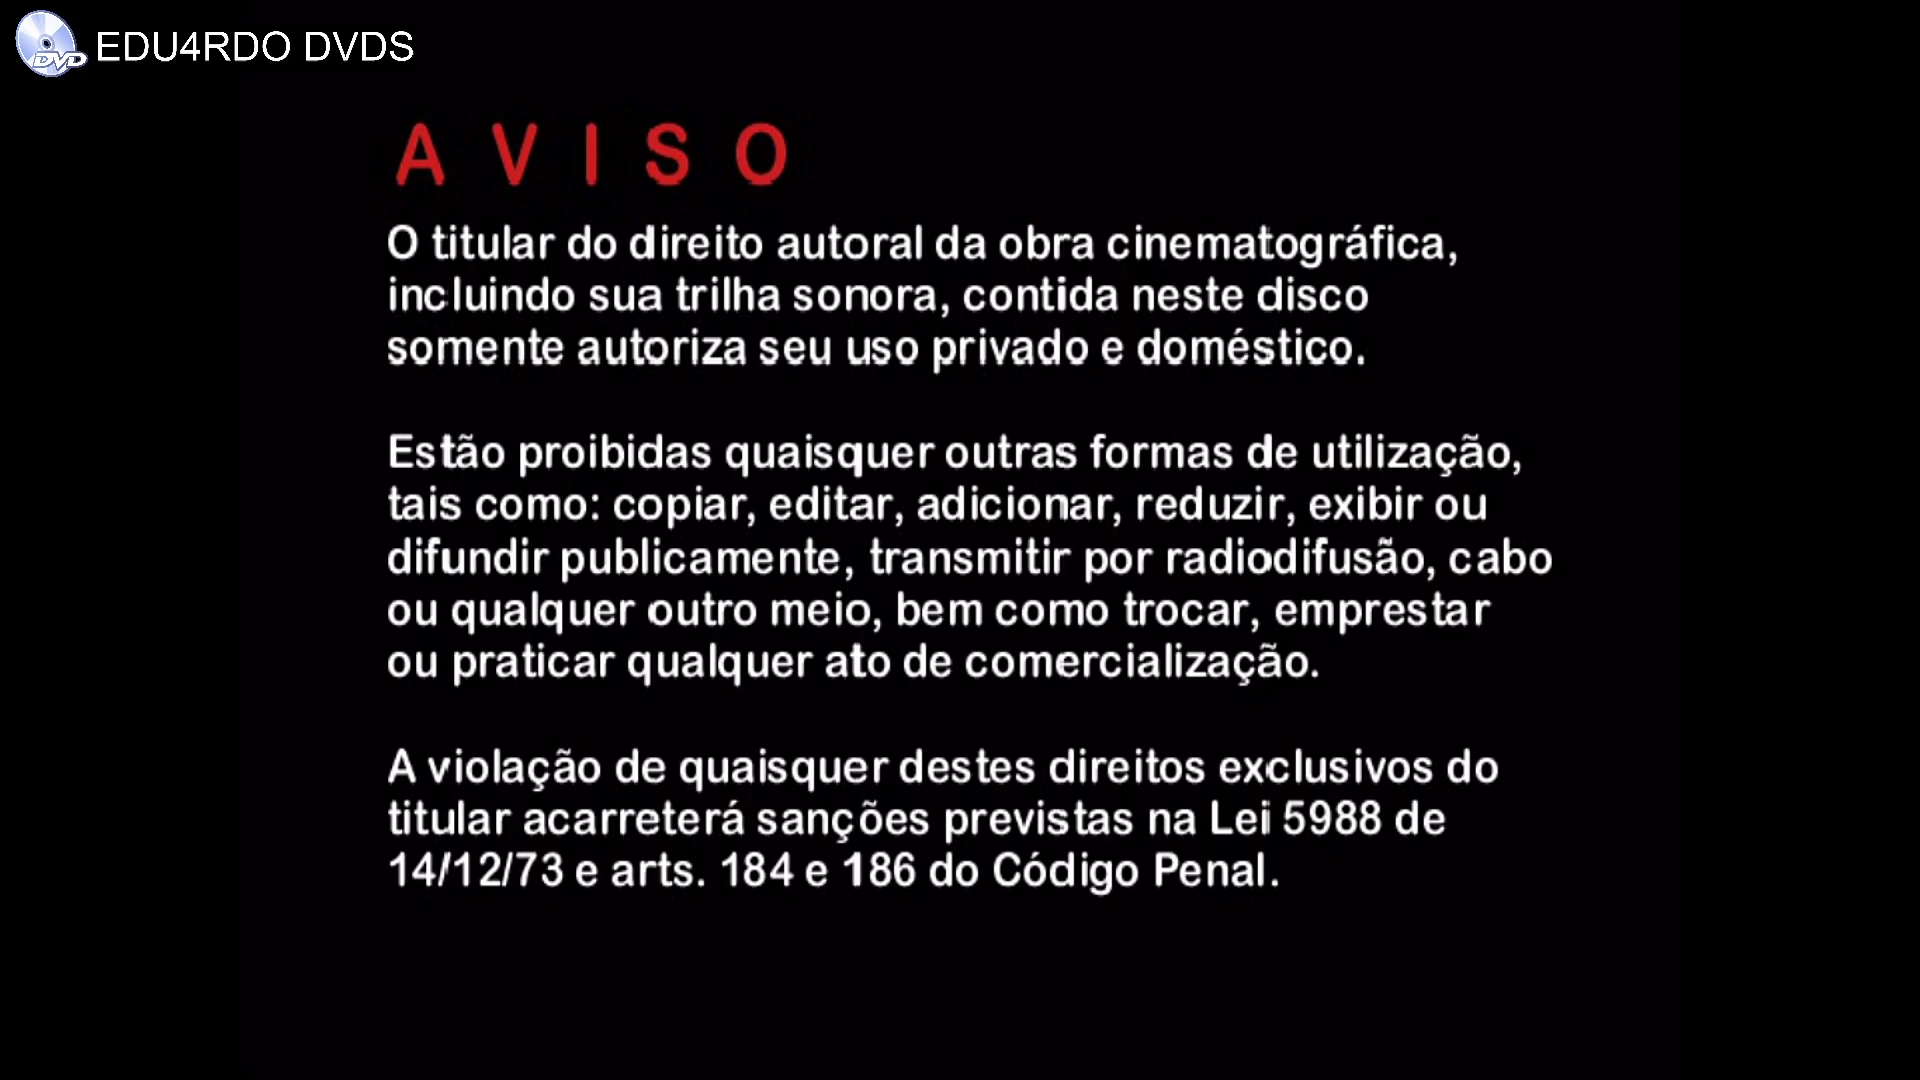 DVD EDU4RDO DVDS
A V I S O
O titular do direito autoral da obra cinematográfica,
incluindo sua trilha sonora, contida neste disco
somente autoriza seu uso privado e doméstico.
Estão proibidas quaisquer outras formas de utilização,
tais como: copiar, editar, adicionar, reduzir, exibir ou
difundir publicamente, transmitir por radiodifusão, cabo
ou qualquer outro meio, bem como trocar, emprestar
ou praticar qualquer ato de comercialização.
A violação de quaisquer destes direitos exclusivos do
titular acarreterá sanções previstas na Lei 5988 de
14/12/73 e arts. 184 e 186 do Código Penal.